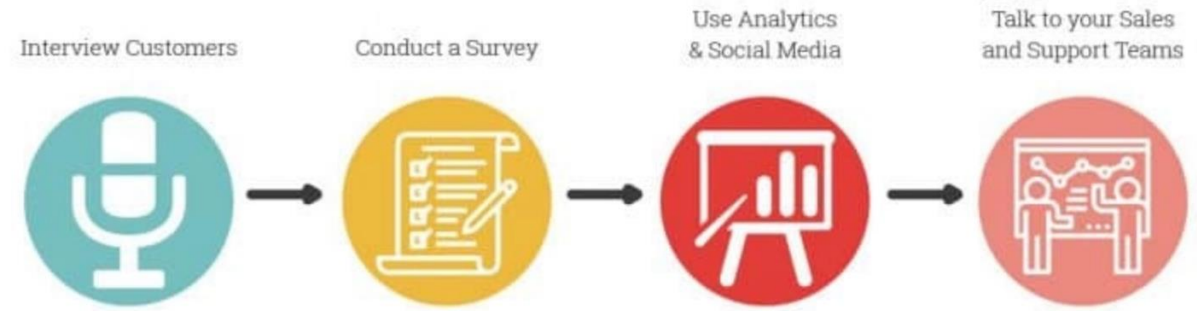 Interview Customers
Conduct a Survey
Use Analytics
& Social Media
Talk to your Sales
and Support Teams